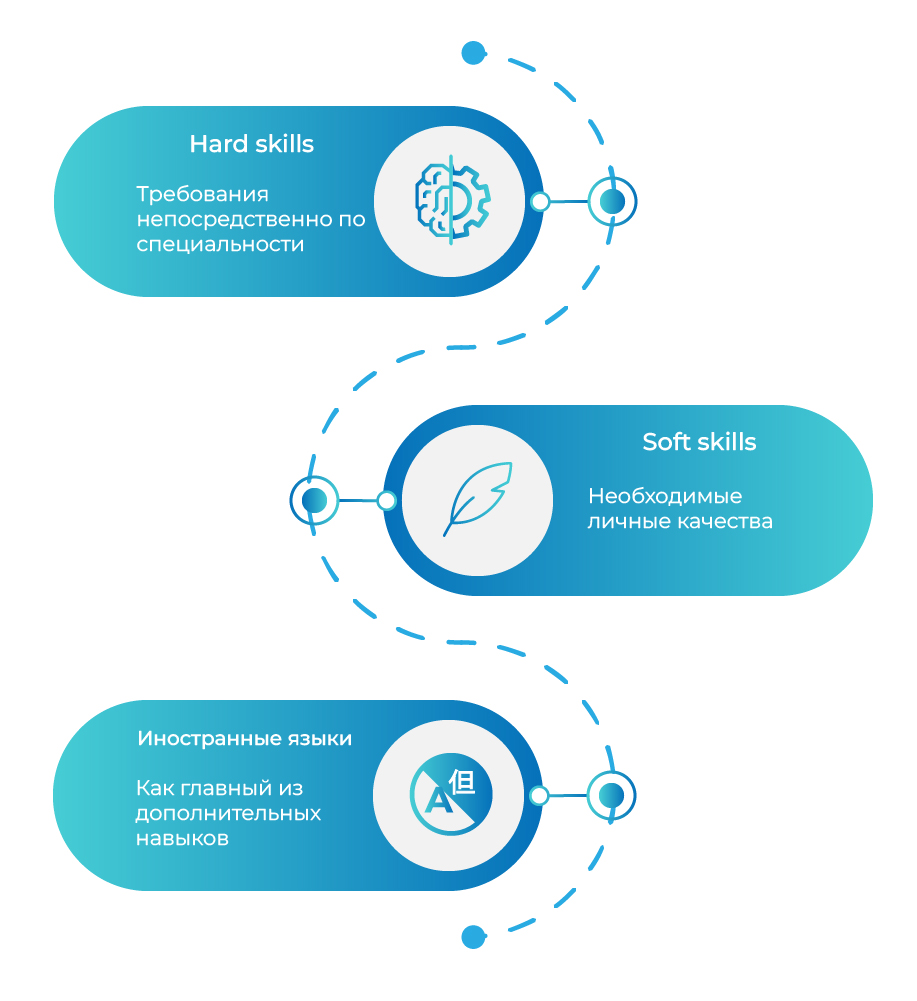 Hard skills
Требования
непосредственно по
специальности
Soft skills
Необходимые
личные качества
Иностранные языки
Как главный из
дополнительных
навыков
但
A